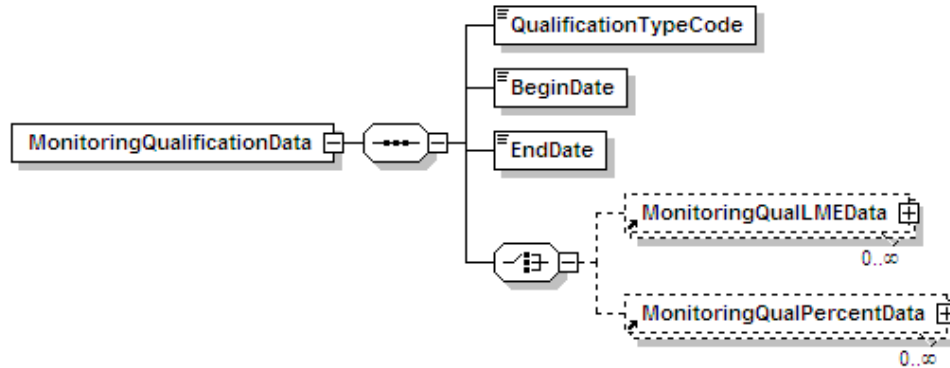 QualificationTypeCode
BeginDate
MonitoringQualificationData
EndDate
MonitoringQualLMEData
0..∞
MonitoringQualPercentData
0..∞